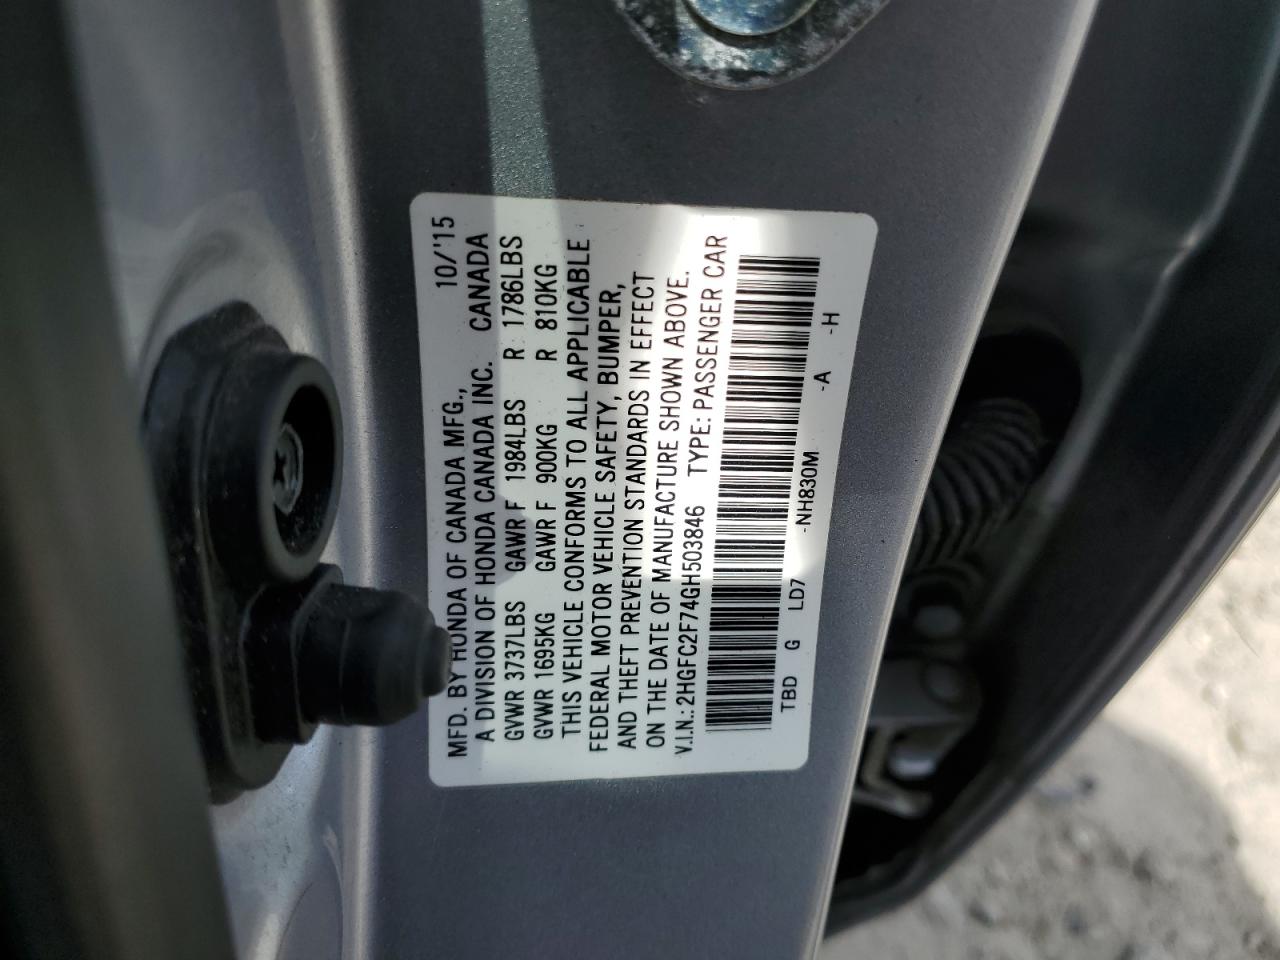 MFD. BY HONDA OF CANADA MFG., 10/'15
A DIVISION OF HONDA CANADA INC. CANADA
GVWR 3737LBS GAWR F 1984LBS R 1786LBS
GVWR 1695KG GAWR F 900KG R 810KG
THIS VEHICLE CONFORMS TO ALL APPLICABLE
FEDERAL MOTOR VEHICLE SAFETY, BUMPER,
AND THEFT PREVENTION STANDARDS IN EFFECT
ON THE DATE OF MANUFACTURE SHOWN ABOVE.
V.I.N.: 2HGFC2F74GH503846 TYPE: PASSENGER CAR
TBD G LD7 -NH830M -A -H